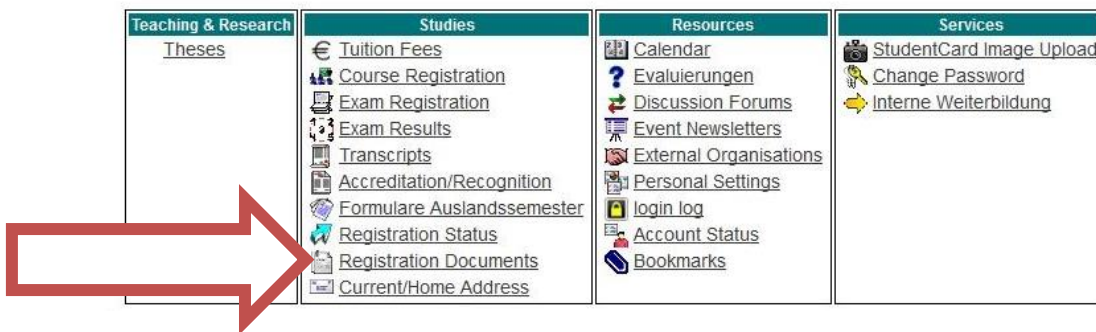 Teaching & Research
Theses
Studies
Tuition Fees
Course Registration
Exam Registration
Exam Results
Transcripts
Accreditation/Recognition
Formulare Auslandssemester
Registration Status
Registration Documents
Current/Home Address
Resources
Calendar
Evaluierungen
Discussion Forums
Event Newsletters
External Organisations
Personal Settings
login log
Account Status
Bookmarks
Services
StudentCard Image Upload
Change Password
Interne Weiterbildung